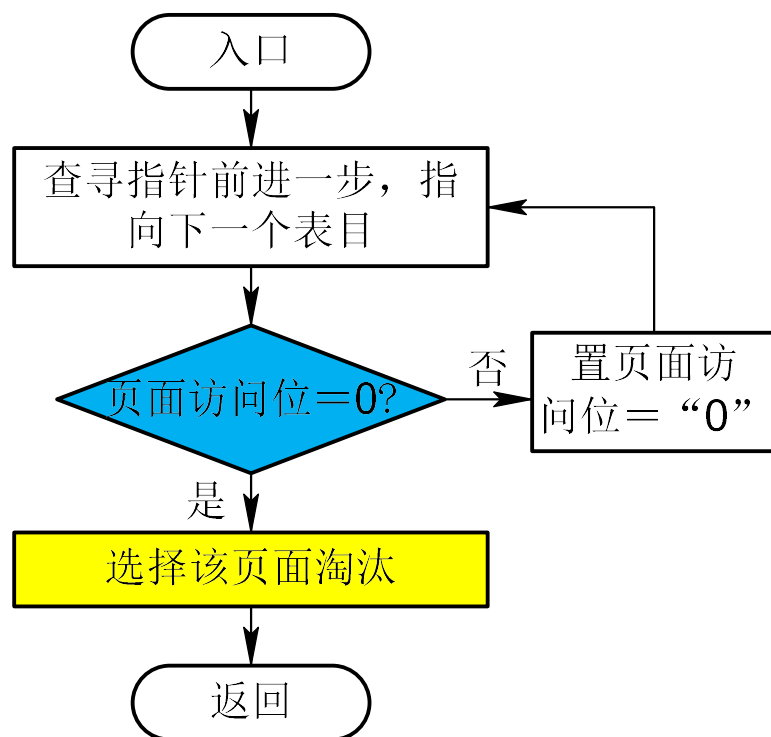 入口
查寻指针前进一步，指
向下一个表目
页面访问位＝0?
否
置页面访
问位＝“0”
是
选择该页面淘汰
返回